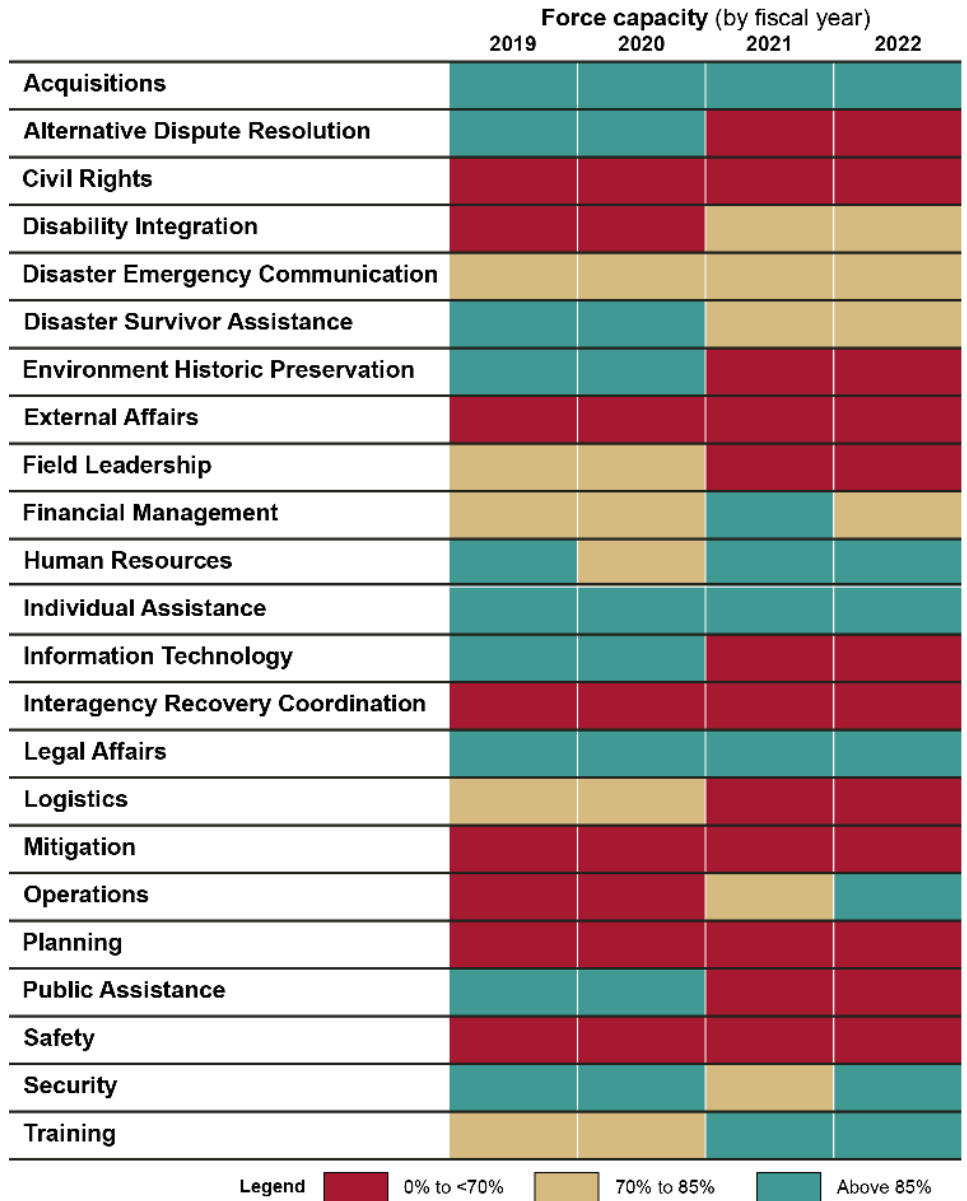 Force capacity (by fiscal year)
2019 2020 2021 2022
Acquisitions
Alternative Dispute Resolution
Civil Rights
Disability Integration
Disaster Emergency Communication
Disaster Survivor Assistance
Environment Historic Preservation
External Affairs
Field Leadership
Financial Management
Human Resources
Individual Assistance
Information Technology
Interagency Recovery Coordination
Legal Affairs
Logistics
Mitigation
Operations
Planning
Public Assistance
Safety
Security
Training
Legend 0% to <70% 70% to 85% Above 85%